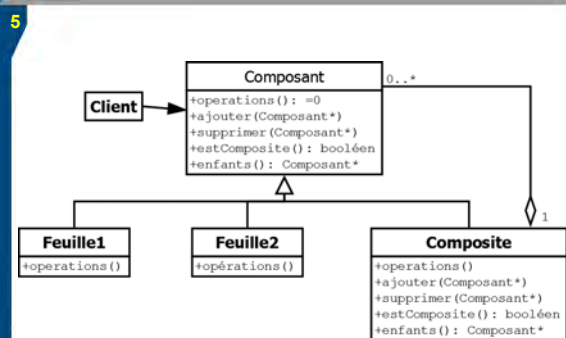 5
Composant
0..*
Client
+operations(): =0
+ajouter(Composant*)
+supprimer(Composant*)
+estComposite(): booléen
+enfants(): Composant*
1
Feuille1
+operations()
Feuille2
+opérations()
Composite
+operations()
+ajouter(Composant*)
+supprimer(Composant*)
+estComposite(): booléen
+enfants(): Composant*